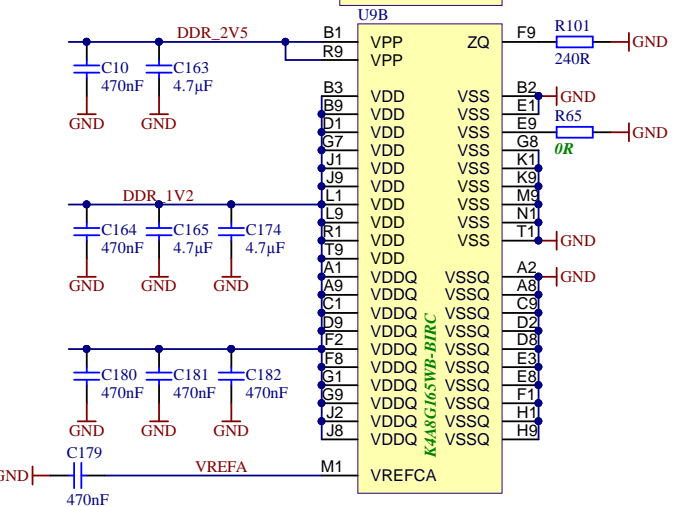 U9B
DDR_2V5
B1
VPP
ZQ
F9
R101
240R
GND
R9
VPP
C10
470nF
C163
4.7µF
GND
GND
B3
VDD
VSS
B2
GND
B9
VDD
VSS
E1
D1
VDD
VSS
E9
R65
0R
GND
G7
VDD
VSS
G8
J1
VDD
VSS
K1
J9
VDD
VSS
K9
DDR_1V2
L1
VDD
VSS
M9
L9
VDD
VSS
N1
R1
VDD
VSS
T1
GND
T9
VDD
C164
470nF
C165
4.7µF
C174
4.7µF
GND
GND
GND
A1
VDDQ
VSSQ
A2
GND
A9
VDDQ
VSSQ
A8
C1
VDDQ
VSSQ
C9
D9
VDDQ
VSSQ
D2
F2
VDDQ
VSSQ
D8
F8
VDDQ
VSSQ
E3
G1
VDDQ
VSSQ
E8
G9
VDDQ
VSSQ
F1
J2
VDDQ
VSSQ
H1
J8
VDDQ
VSSQ
H9
K4A8G165WB-BIRC
C180
470nF
C181
470nF
C182
470nF
GND
GND
GND
C179
470nF
GND
VREFA
M1
VREFCA